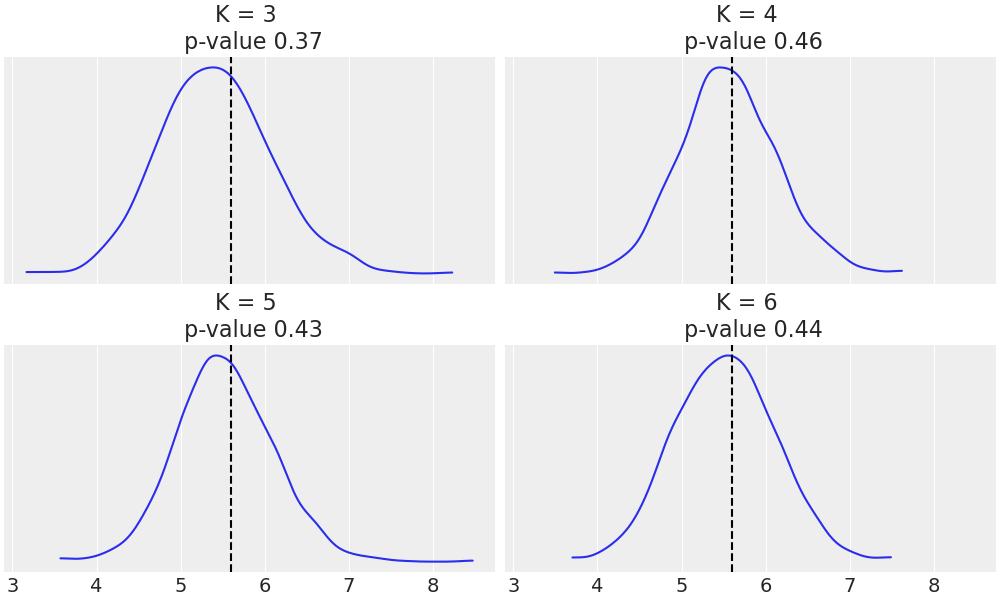 K = 3
p-value 0.37
K = 4
p-value 0.46
K = 5
p-value 0.43
K = 6
p-value 0.44
3 4 5 6 7 8
3 4 5 6 7 8